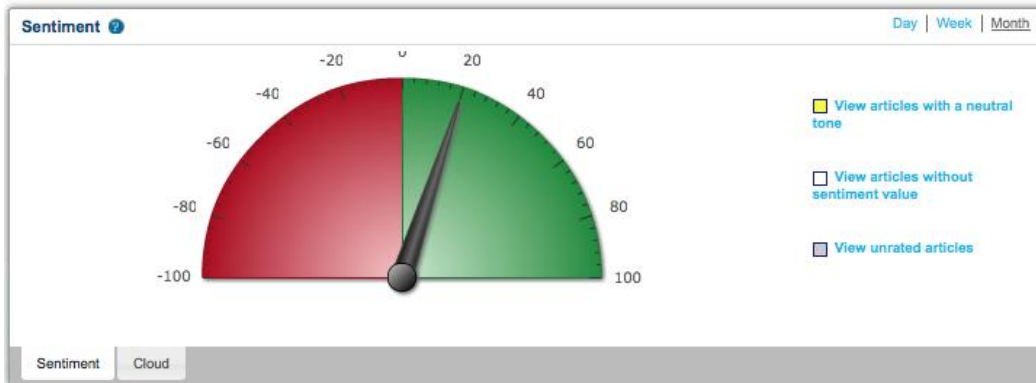 Sentiment ?
Day | Week | Month
-20 0 20
-40 40
-60 60
-80 80
-100 100
View articles with a neutral
tone
View articles without
sentiment value
View unrated articles
Sentiment Cloud